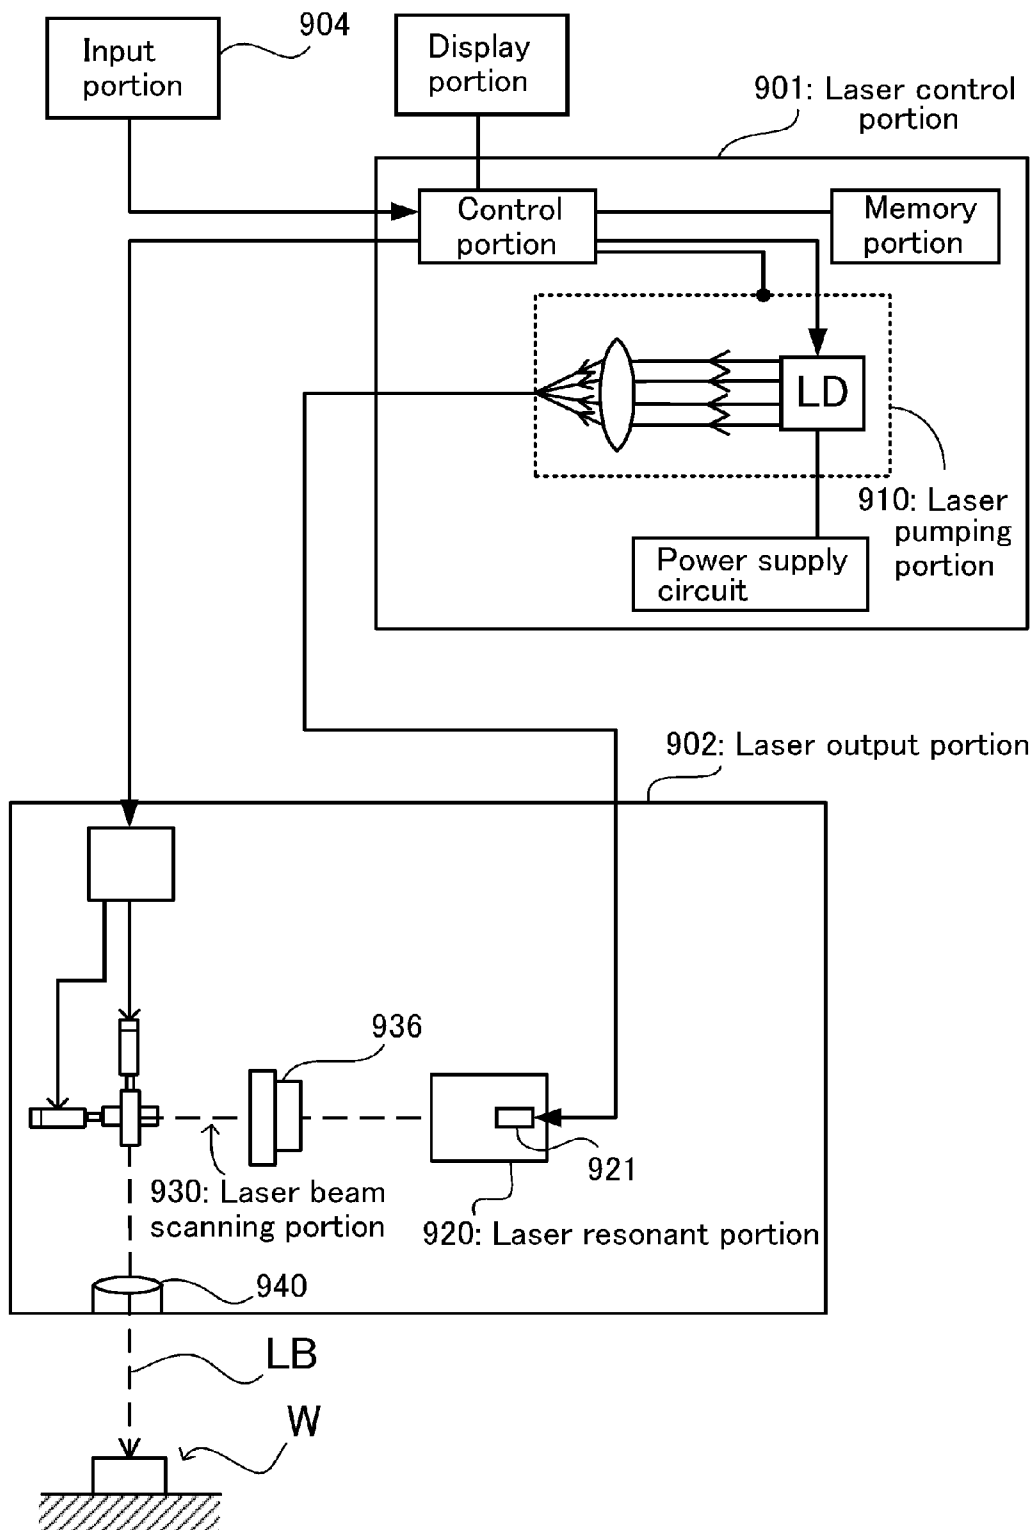 Input
portion
904
Display
portion
901: Laser control
portion
Control
portion
Memory
portion
LD
910: Laser
pumping
portion
Power supply
circuit
902: Laser output portion
936
921
930: Laser beam
scanning portion
920: Laser resonant portion
940
LB
W